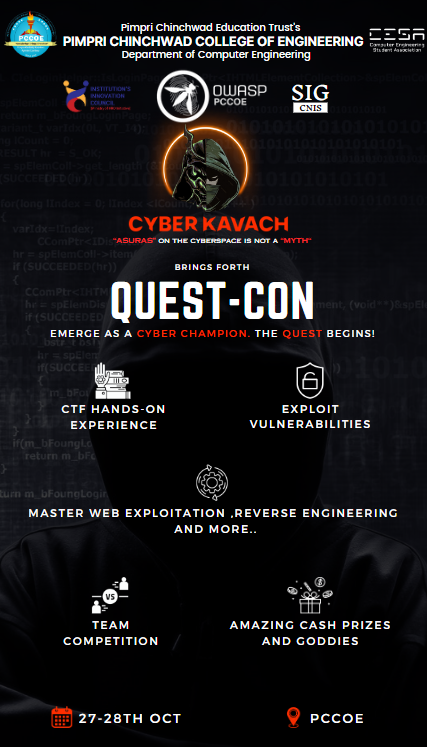 Pimpri Chinchwad Education Trust's
PIMPRI CHINCHWAD COLLEGE OF ENGINEERING
Department of Computer Engineering
PCCOE
CESA
Computer Engineering
Student Association
INSTITUTION'S
INNOVATION
COUNCIL
OWASP
PCCOE
SIG
CNIS
CYBER KAVACH
"ASURAS" ON THE CYBERSPACE IS NOT A "MYTH"
BRINGS FORTH
QUEST-CON
EMERGE AS A CYBER CHAMPION. THE QUEST BEGINS!
CTF HANDS-ON
EXPERIENCE
EXPLOIT
VULNERABILITIES
MASTER WEB EXPLOITATION ,REVERSE ENGINEERING
AND MORE..
VS
TEAM
COMPETITION
AMAZING CASH PRIZES
AND GODDIES
27-28TH OCT
PCCOE